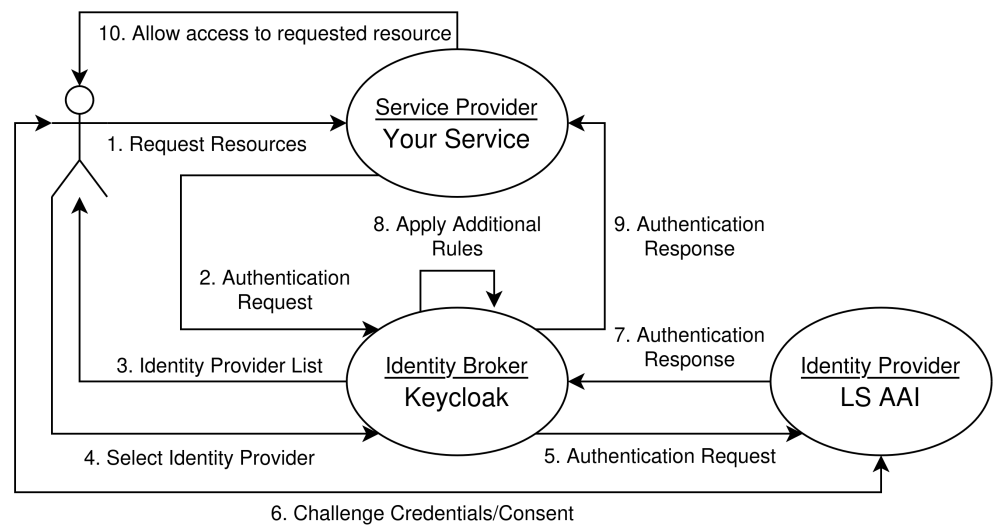 10. Allow access to requested resource
Service Provider
Your Service
1. Request Resources
8. Apply Additional
Rules
9. Authentication
Response
2. Authentication
Request
7. Authentication
Response
3. Identity Provider List
Identity Broker
Keycloak
Identity Provider
LS AAI
4. Select Identity Provider
5. Authentication Request
6. Challenge Credentials/Consent